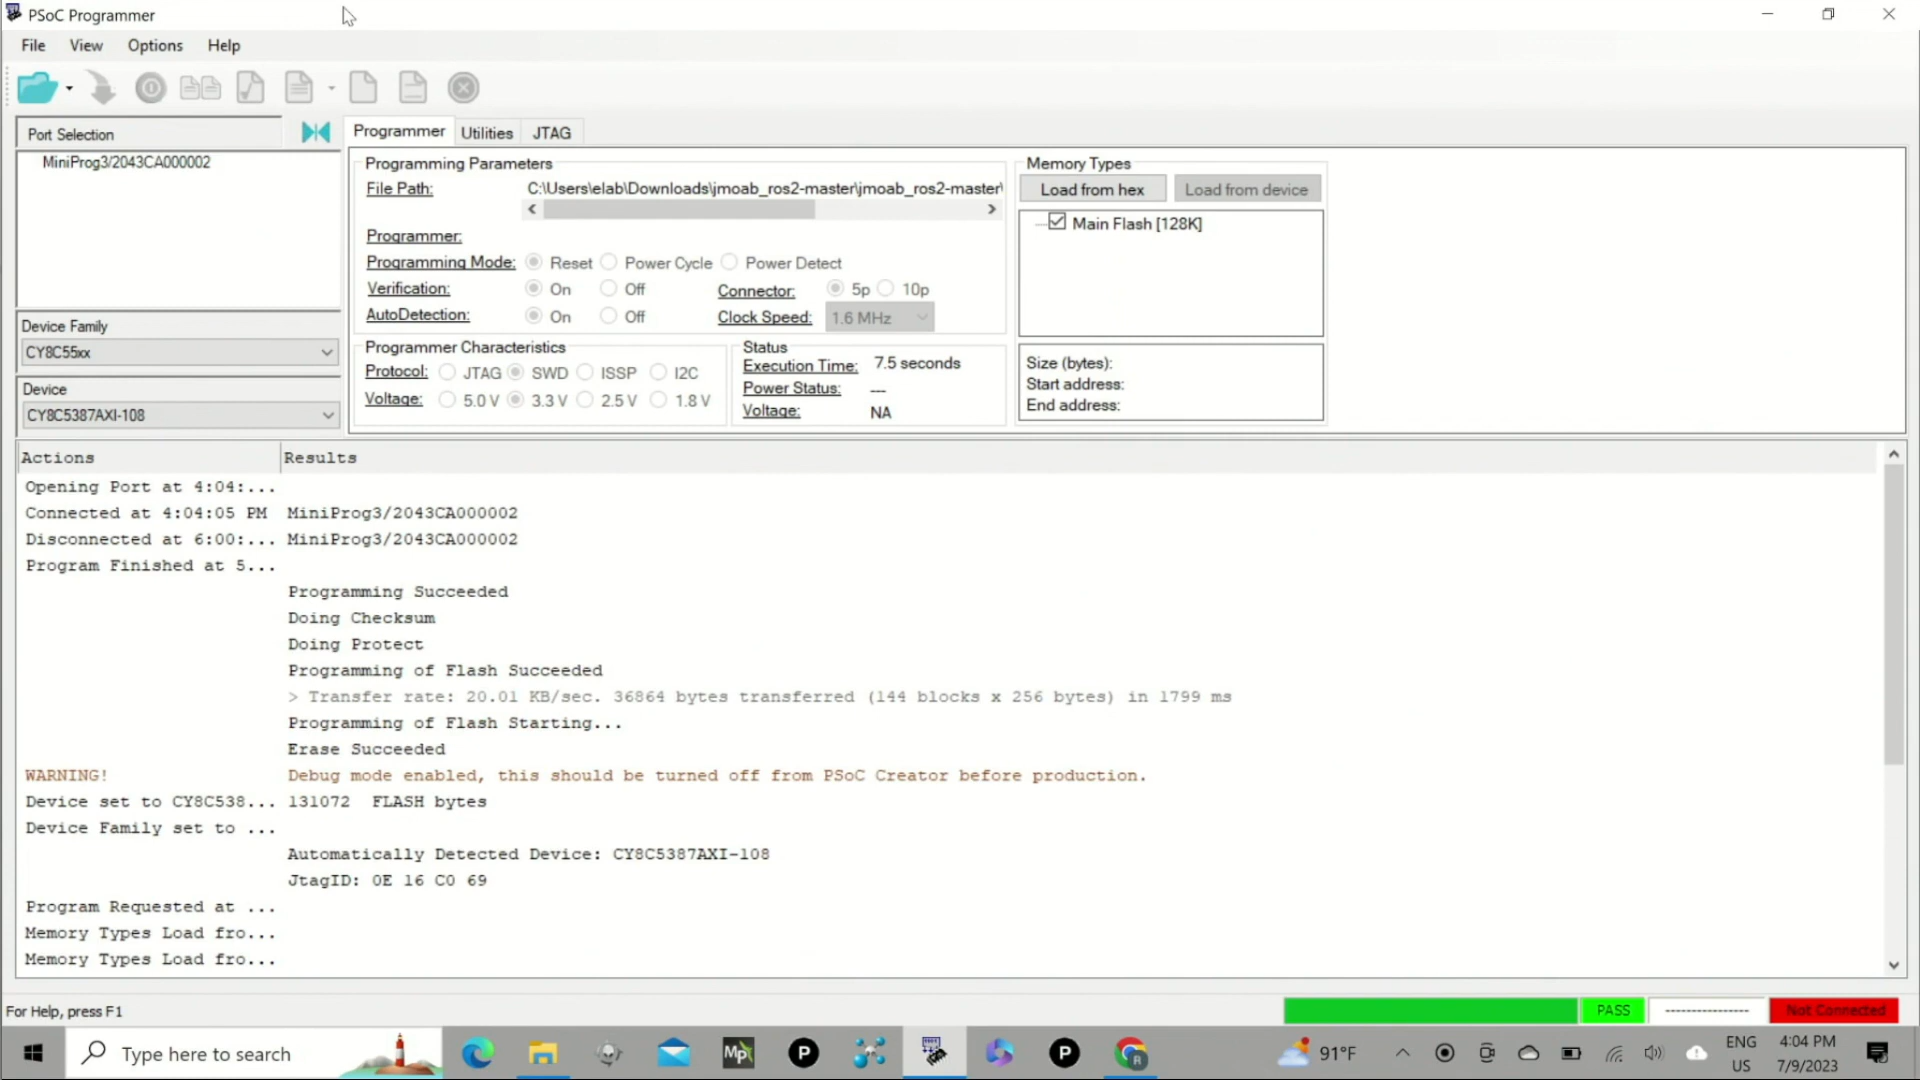 PSoC Programmer
File View Options Help
Port Selection
MiniProg3/2043CA000002
Device Family
CY8C55xx
Device
CY8C5387AXI-108
Programmer Utilities JTAG
Programming Parameters
File Path: C:\Users\elab\Downloads\jmoab_ros2-master\jmoab_ros2-master\
Programmer:
Programming Mode: Reset Power Cycle Power Detect
Verification: On Off Connector: 5p 10p
AutoDetection: On Off Clock Speed: 1.6 MHz
Programmer Characteristics
Protocol: JTAG SWD ISSP I2C
Voltage: 5.0 V 3.3 V 2.5 V 1.8 V
Status
Execution Time: 7.5 seconds
Power Status: ---
Voltage: NA
Memory Types
Load from hex Load from device
Main Flash [128K]
Size (bytes):
Start address:
End address:
Actions Results
Opening Port at 4:04:...
Connected at 4:04:05 PM MiniProg3/2043CA000002
Disconnected at 6:00:... MiniProg3/2043CA000002
Program Finished at 5...
Programming Succeeded
Doing Checksum
Doing Protect
Programming of Flash Succeeded
> Transfer rate: 20.01 KB/sec. 36864 bytes transferred (144 blocks x 256 bytes) in 1799 ms
Programming of Flash Starting...
Erase Succeeded
WARNING! Debug mode enabled, this should be turned off from PSoC Creator before production.
Device set to CY8C538... 131072 FLASH bytes
Device Family set to ...
Automatically Detected Device: CY8C5387AXI-108
JtagID: 0E 16 C0 69
Program Requested at ...
Memory Types Load fro...
Memory Types Load fro...
For Help, press F1 PASS ---------------- Not Connected
Type here to search Mp P P R 91°F ENG US 4:04 PM 7/9/2023